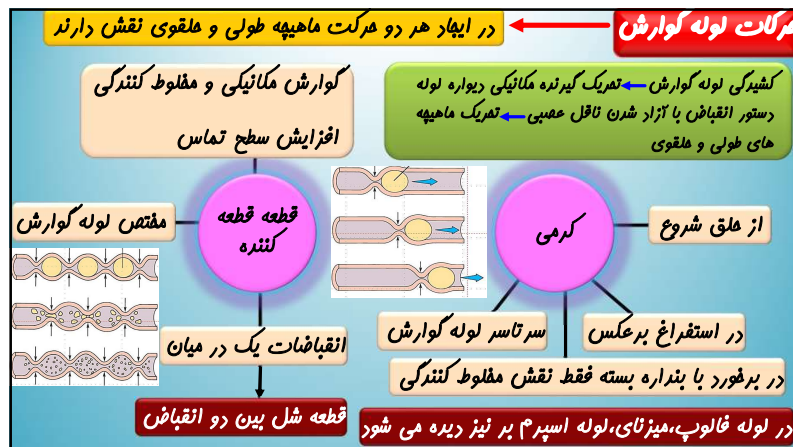 حرکات لوله گوارش
در ایجاد هر دو حرکت ماهیچه طولی و حلقوی نقش دارند
کشیدگی لوله گوارش تحریک گیرنده مکانیکی دیواره لوله
دستور انقباض با آزاد شدن ناقل عصبی تحریک ماهیچه
های طولی و حلقوی
گوارش مکانیکی و مخلوط کنندگی
افزایش سطح تماس
کرمی
از حلق شروع
در استفراغ برعکس
سرتاسر لوله گوارش
در برخورد با بنداره بسته فقط نقش مخلوط کنندگی
در لوله فالوپ،میزنای،لوله اسپرم بر نیز دیده می شود
قطعه قطعه
کننده
مختص لوله گوارش
انقباضات یک در میان
قطعه شل بین دو انقباض